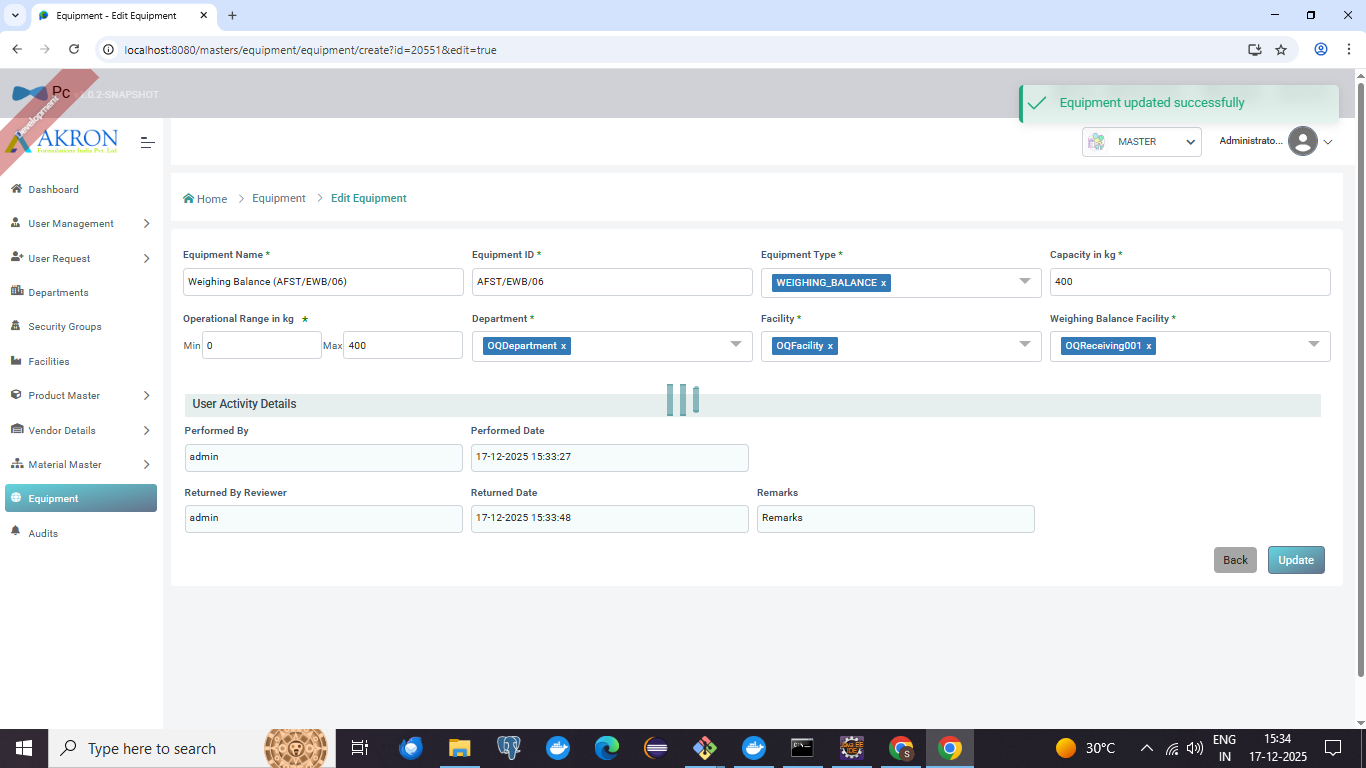 Equipment - Edit Equipment
localhost:8080/masters/equipment/equipment/create?id=20551&edit=true
Pc
.0.2-SNAPSHOT
Development
Equipment updated successfully
AKRON
Formulations India Pvt Ltd
MASTER
Administrato...
Dashboard
User Management
User Request
Departments
Security Groups
Facilities
Product Master
Vendor Details
Material Master
Equipment
Audits
Home > Equipment > Edit Equipment
Equipment Name * Equipment ID * Equipment Type * Capacity in kg *
Weighing Balance (AFST/EWB/06) AFST/EWB/06 WEIGHING_BALANCE x 400
Operational Range in kg * Department * Facility * Weighing Balance Facility *
Min 0 Max 400 OQDepartment x OQFacility x OQReceiving001 x
User Activity Details
Performed By Performed Date
admin 17-12-2025 15:33:27
Returned By Reviewer Returned Date Remarks
admin 17-12-2025 15:33:48 Remarks
Back Update
Type here to search
30°C
ENG
IN
15:34
17-12-2025